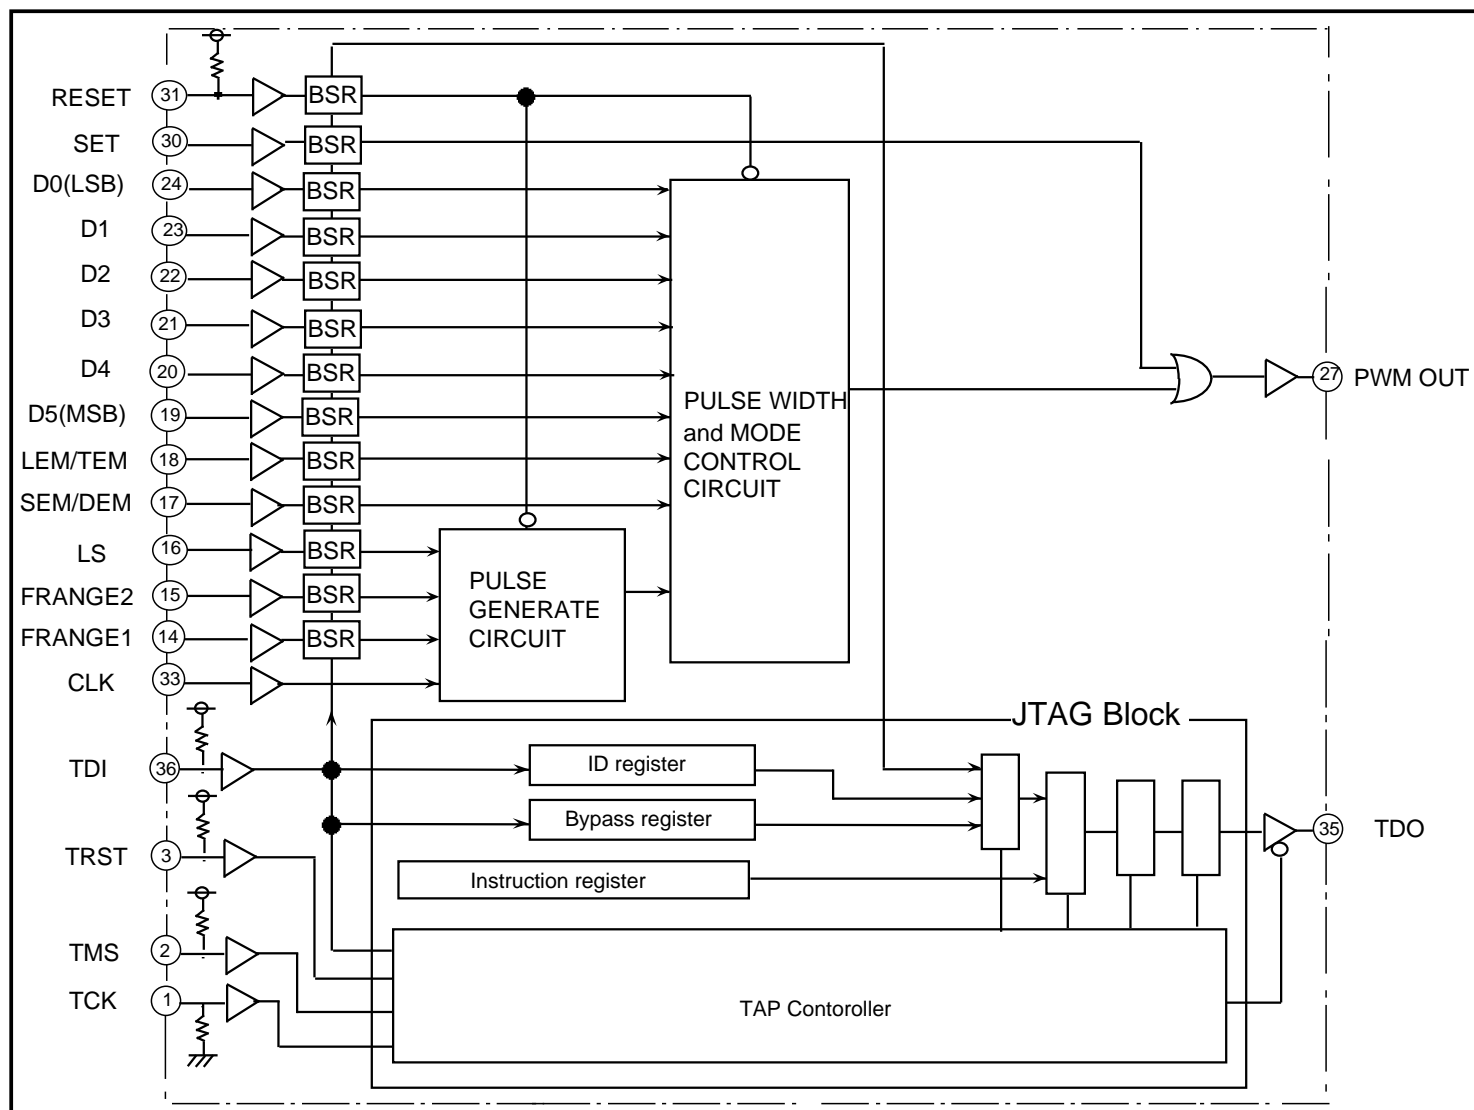 RESET 31 BSR
SET 30 BSR
D0(LSB) 24 BSR
D1 23 BSR
D2 22 BSR
D3 21 BSR
D4 20 BSR
D5(MSB) 19 BSR
LEM/TEM 18 BSR
SEM/DEM 17 BSR
LS 16 BSR
FRANGE2 15 BSR
FRANGE1 14 BSR
CLK 33
PULSE WIDTH
and MODE
CONTROL
CIRCUIT
27 PWM OUT
PULSE
GENERATE
CIRCUIT
JTAG Block
TDI 36
TRST 3
TMS 2
TCK 1
ID register
Bypass register
Instruction register
TAP Contoroller
35 TDO